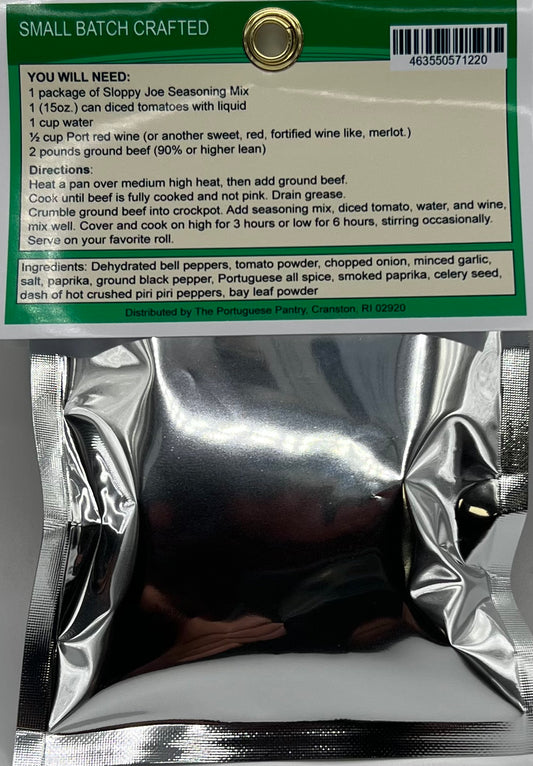 SMALL BATCH CRAFTED
463550571220
YOU WILL NEED:
1 package of Sloppy Joe Seasoning Mix
1 (15oz.) can diced tomatoes with liquid
1 cup water
½ cup Port red wine (or another sweet, red, fortified wine like, merlot.)
2 pounds ground beef (90% or higher lean)
Directions:
Heat a pan over medium high heat, then add ground beef.
Cook until beef is fully cooked and not pink. Drain grease.
Crumble ground beef into crockpot. Add seasoning mix, diced tomato, water, and wine,
mix well. Cover and cook on high for 3 hours or low for 6 hours, stirring occasionally.
Serve on your favorite roll.
Ingredients: Dehydrated bell peppers, tomato powder, chopped onion, minced garlic,
salt, paprika, ground black pepper, Portuguese all spice, smoked paprika, celery seed,
dash of hot crushed piri piri peppers, bay leaf powder
Distributed by The Portuguese Pantry, Cranston, RI 02920